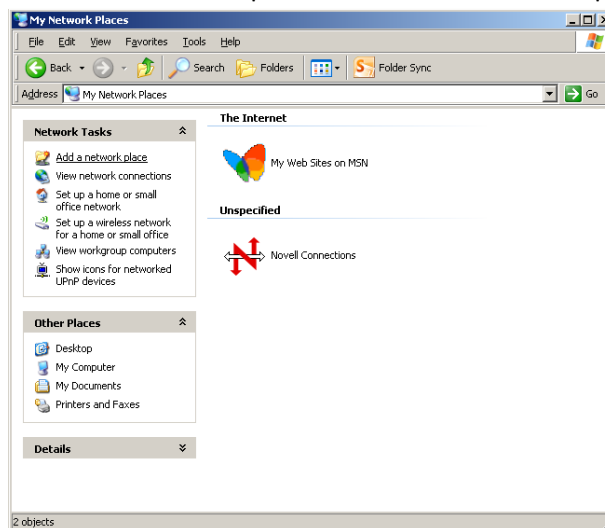 My Network Places
File Edit View Favorites Tools Help
Back Search Folders Folder Sync
Address My Network Places Go
Network Tasks
Add a network place
View network connections
Set up a home or small
office network
Set up a wireless network
for a home or small office
View workgroup computers
Show icons for networked
UPnP devices
Other Places
Desktop
My Computer
My Documents
Printers and Faxes
Details
The Internet
My Web Sites on MSN
Unspecified
Novell Connections
2 objects